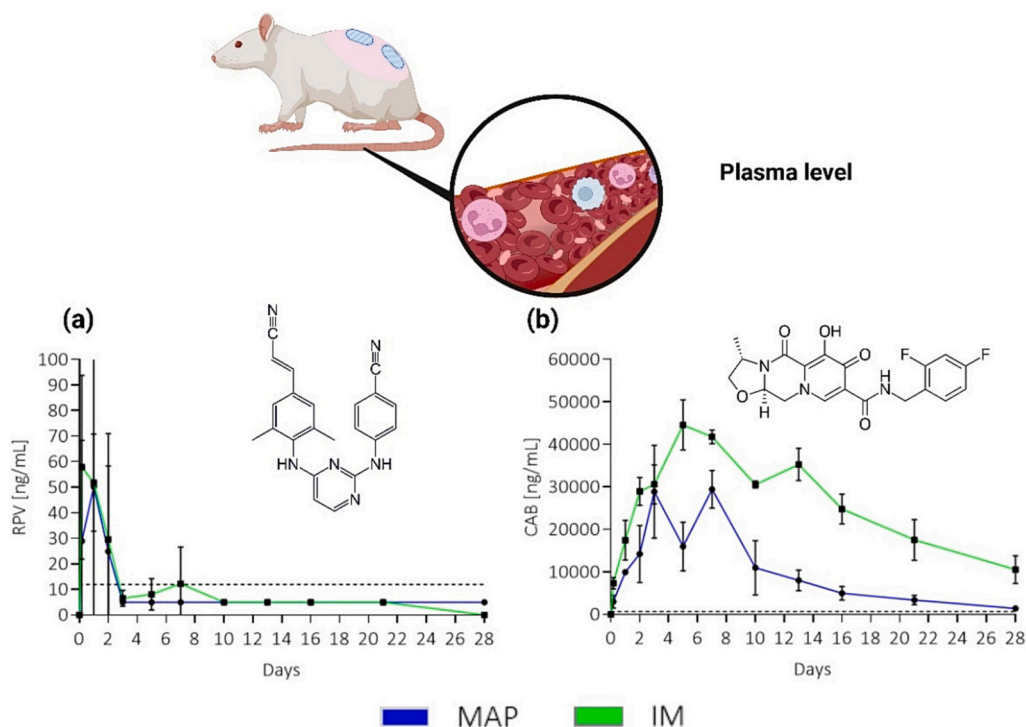 Plasma level
(a)
N
N
HN
N
NH
N
RPV [ng/mL]
100
90
80
70
60
50
40
30
20
10
0
0 2 4 6 8 10 12 14 16 18 20 22 24 26 28
Days
(b)
O OH
N O F F
O N H
H N
O
CAB [ng/mL]
60000
50000
40000
30000
20000
10000
0
0 2 4 6 8 10 12 14 16 18 20 22 24 26 28
Days
MAP IM